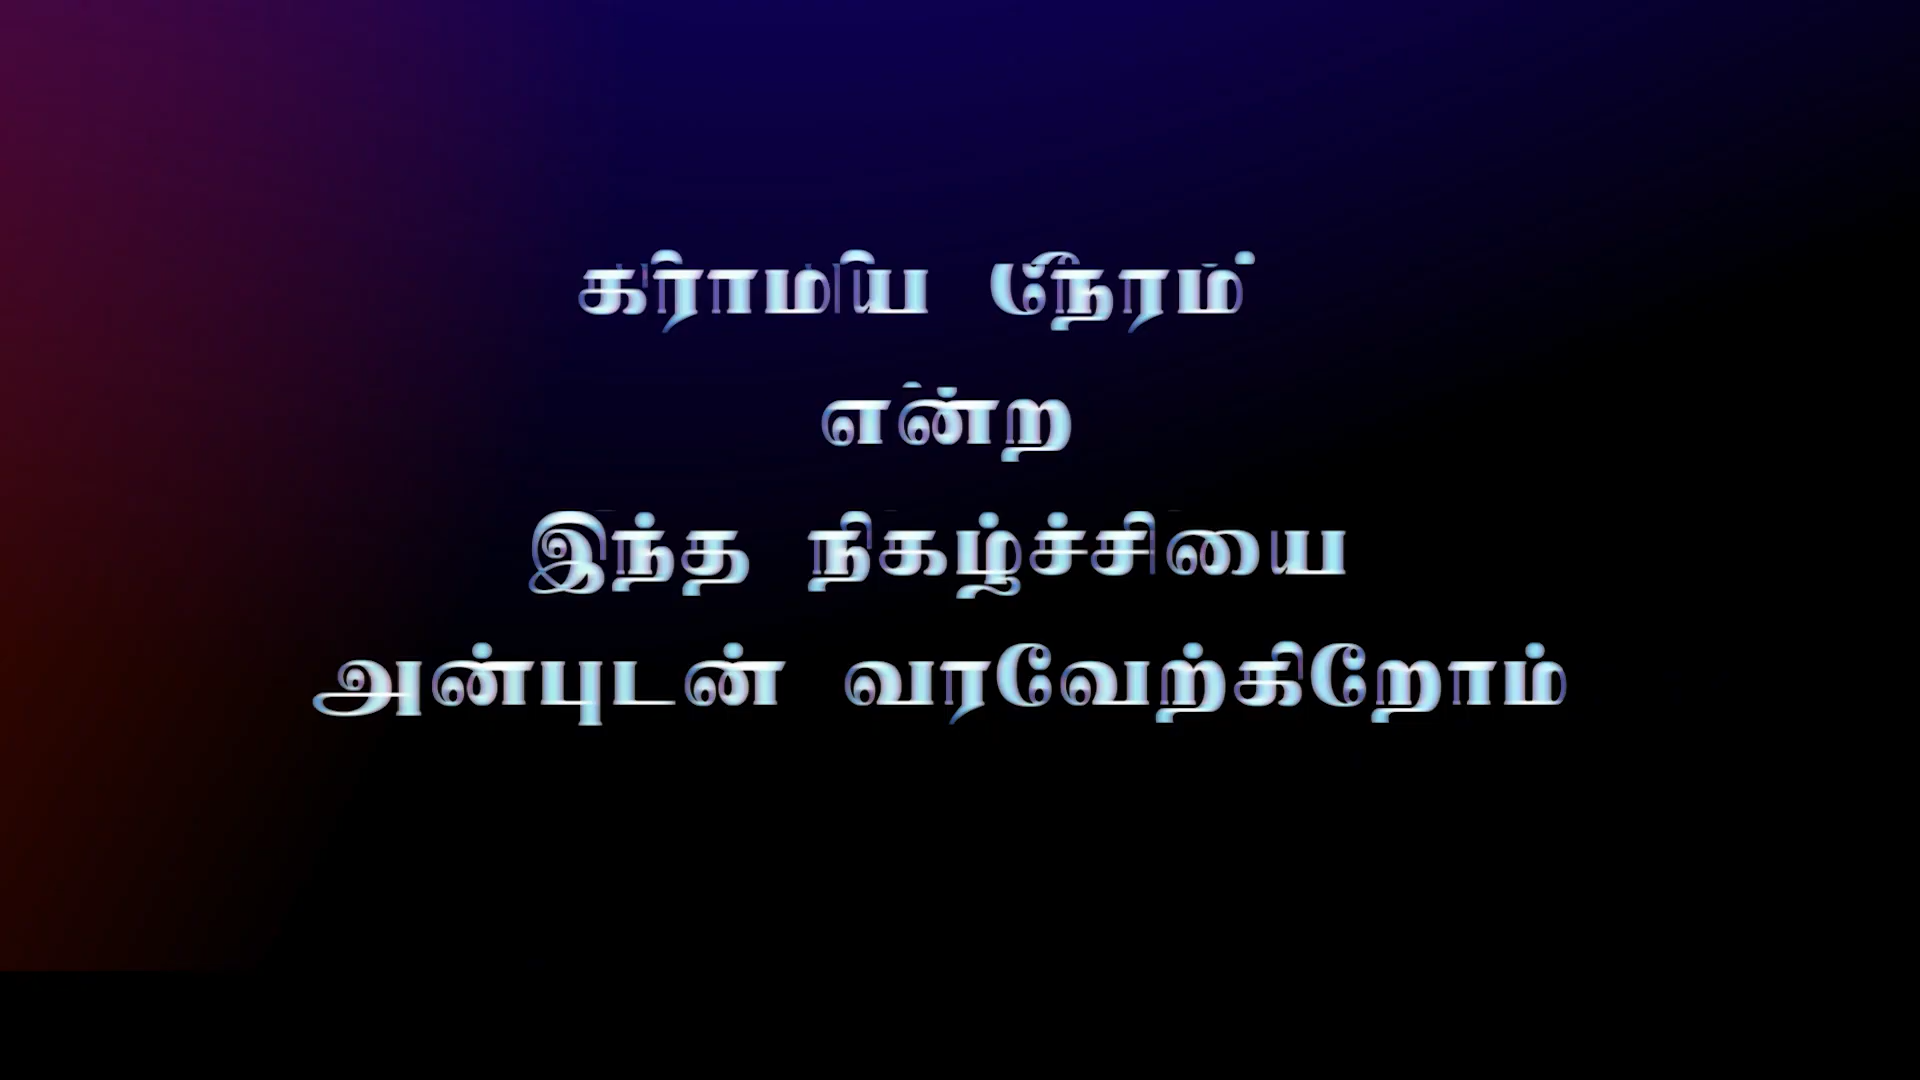 கிராமிய நேரம்
என்ற
இந்த நிகழ்ச்சியை
அன்புடன் வரவேற்கிறோம்